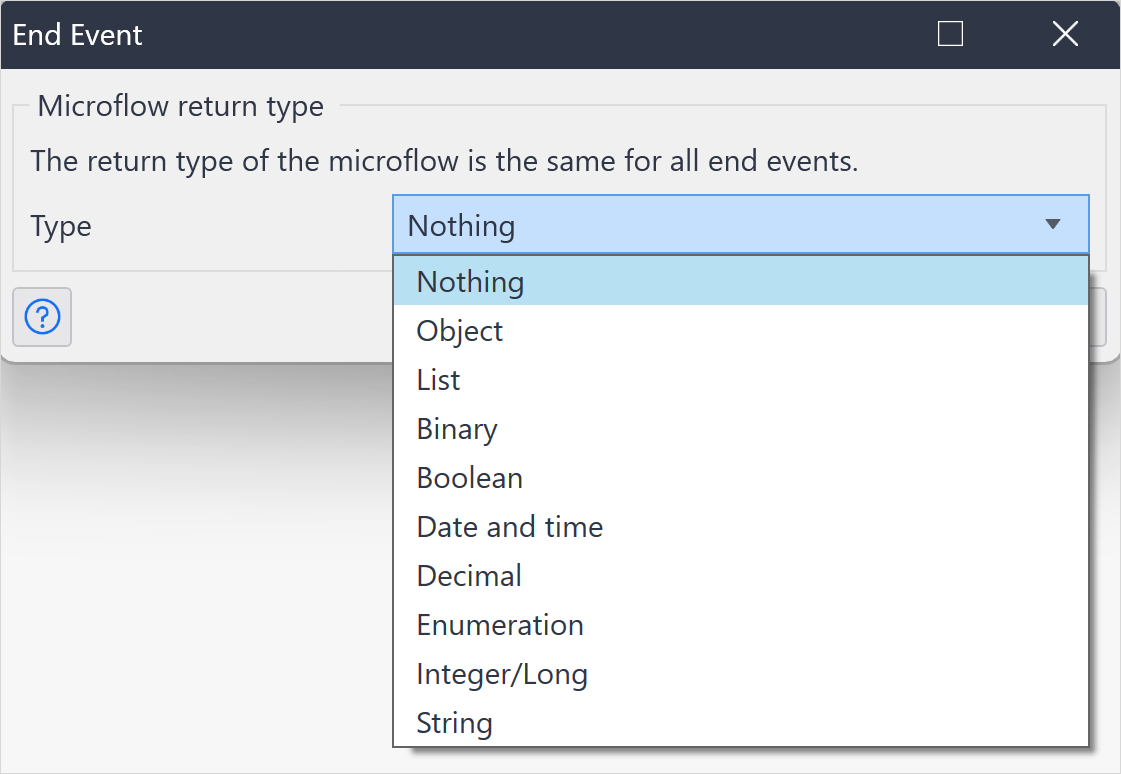 End Event
Microflow return type
The return type of the microflow is the same for all end events.
Type
Nothing
Nothing
Object
List
Binary
Boolean
Date and time
Decimal
Enumeration
Integer/Long
String
?